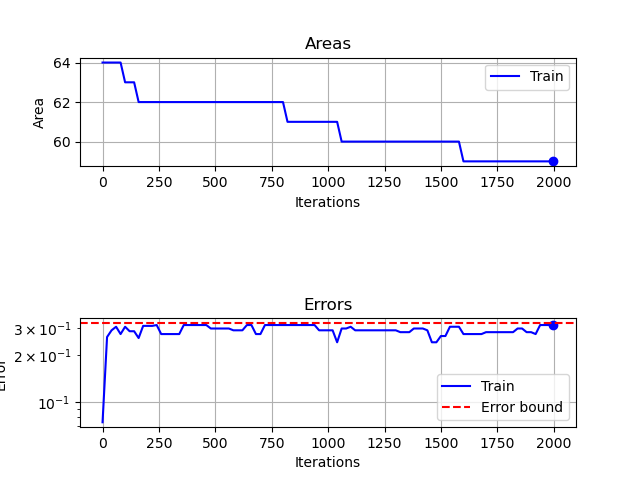 Areas
64
62
60
Area
Train
0 250 500 750 1000 1250 1500 1750 2000
Iterations
Errors
3 × 10⁻¹
2 × 10⁻¹
10⁻¹
Error
Train
Error bound
0 250 500 750 1000 1250 1500 1750 2000
Iterations